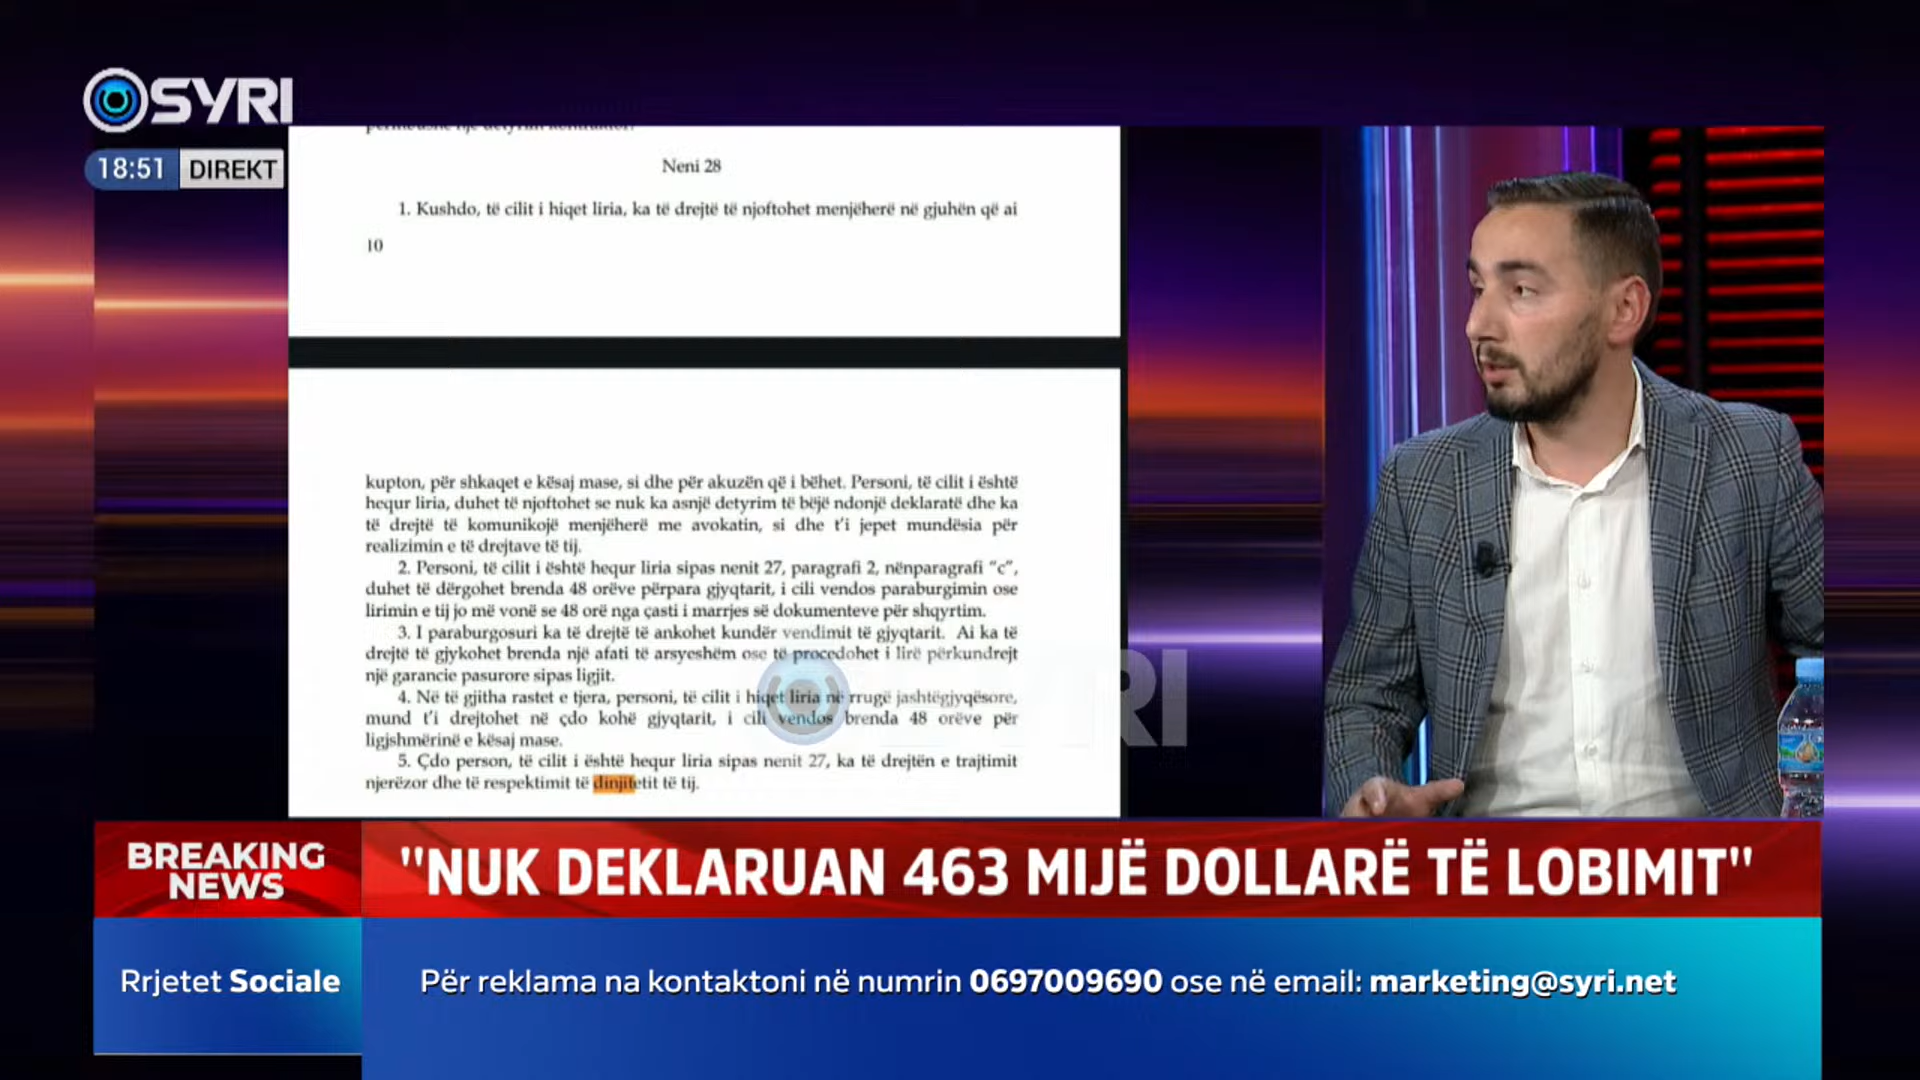 SYRI
18:51 DIREKT
Neni 28
1. Kushdo, të cilit i hiqet liria, ka të drejtë të njoftohet menjëherë në gjuhën që ai
10
kupton, për shkaqet e kësaj mase, si dhe për akuzën që i bëhet. Personi, të cilit i është
hequr liria, duhet të njoftohet se nuk ka asnjë detyrim të bëjë ndonjë deklaratë dhe ka
të drejtë të komunikojë menjëherë me avokatin, si dhe t'i jepet mundësia për
realizimin e të drejtave të tij.
2. Personi, të cilit i është hequr liria sipas nenit 27, paragrafi 2, nënparagrafi “c”,
duhet të dërgohet brenda 48 orëve përpara gjyqtarit, i cili vendos paraburgimin ose
lirimin e tij jo më vonë se 48 orë nga çasti i marrjes së dokumenteve për shqyrtim.
3. I paraburgosuri ka të drejtë të ankohet kundër vendimit të gjyqtarit. Ai ka të
drejtë të gjykohet brenda një afati të arsyeshëm ose të procedohet i lirë përkundrejt
një garancie pasurore sipas ligjit.
4. Në të gjitha rastet e tjera, personi, të cilit i hiqet liria në rrugë jashtëgjyqësore,
mund t'i drejtohet në çdo kohë gjyqtarit, i cili vendos brenda 48 orëve për
ligjshmërinë e kësaj mase.
5. Çdo person, të cilit i është hequr liria sipas nenit 27, ka të drejtën e trajtimit
njerëzor dhe të respektimit të dinjitetit të tij.
BREAKING
NEWS
"NUK DEKLARUAN 463 MIJË DOLLARË TË LOBIMIT"
Rrjetet Sociale
Për reklama na kontaktoni në numrin 0697009690 ose në email: marketing@syri.net